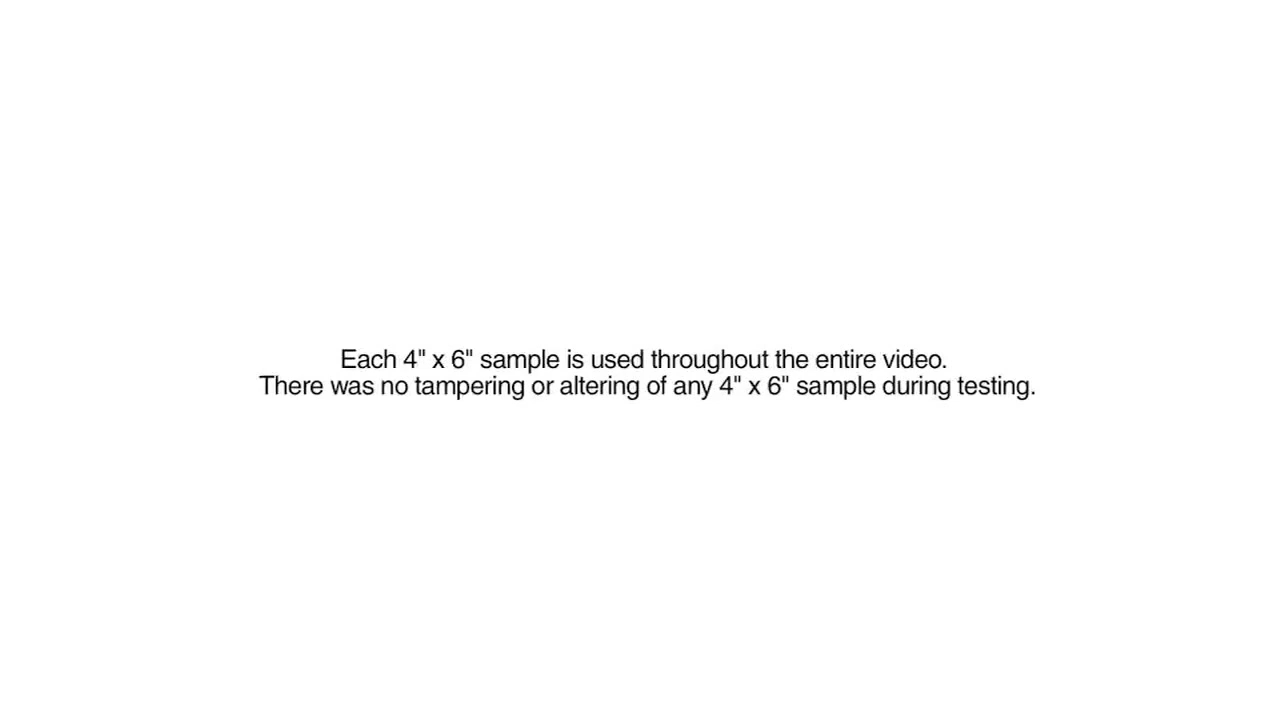 Each 4" x 6" sample is used throughout the entire video.
There was no tampering or altering of any 4" x 6" sample during testing.